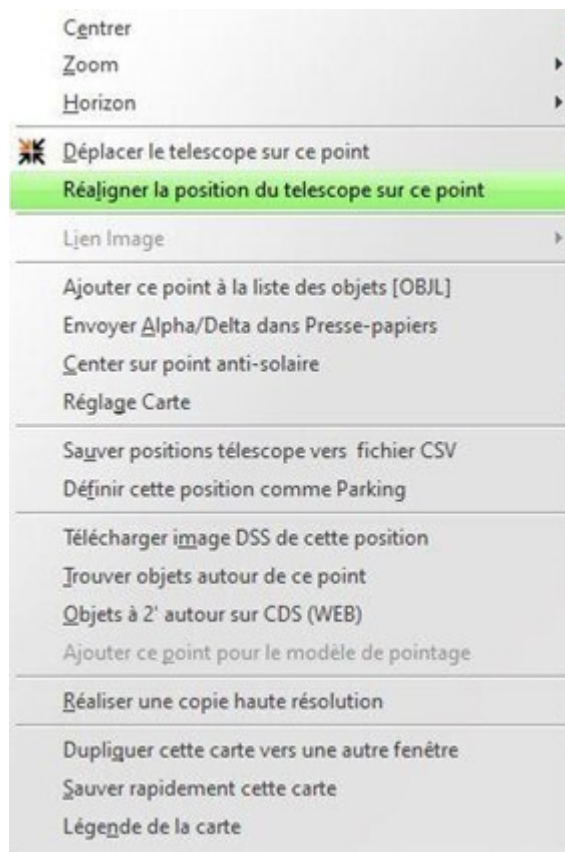 Centrer
Zoom
Horizon
Déplacer le telescope sur ce point
Réaligner la position du telescope sur ce point
Lien Image
Ajouter ce point à la liste des objets [OBJL]
Envoyer Alpha/Delta dans Presse-papiers
Center sur point anti-solaire
Réglage Carte
Sauver positions télescope vers fichier CSV
Définir cette position comme Parking
Télécharger image DSS de cette position
Trouver objets autour de ce point
Objets à 2' autour sur CDS (WEB)
Ajouter ce point pour le modèle de pointage
Réaliser une copie haute résolution
Dupliquer cette carte vers une autre fenêtre
Sauver rapidement cette carte
Légende de la carte